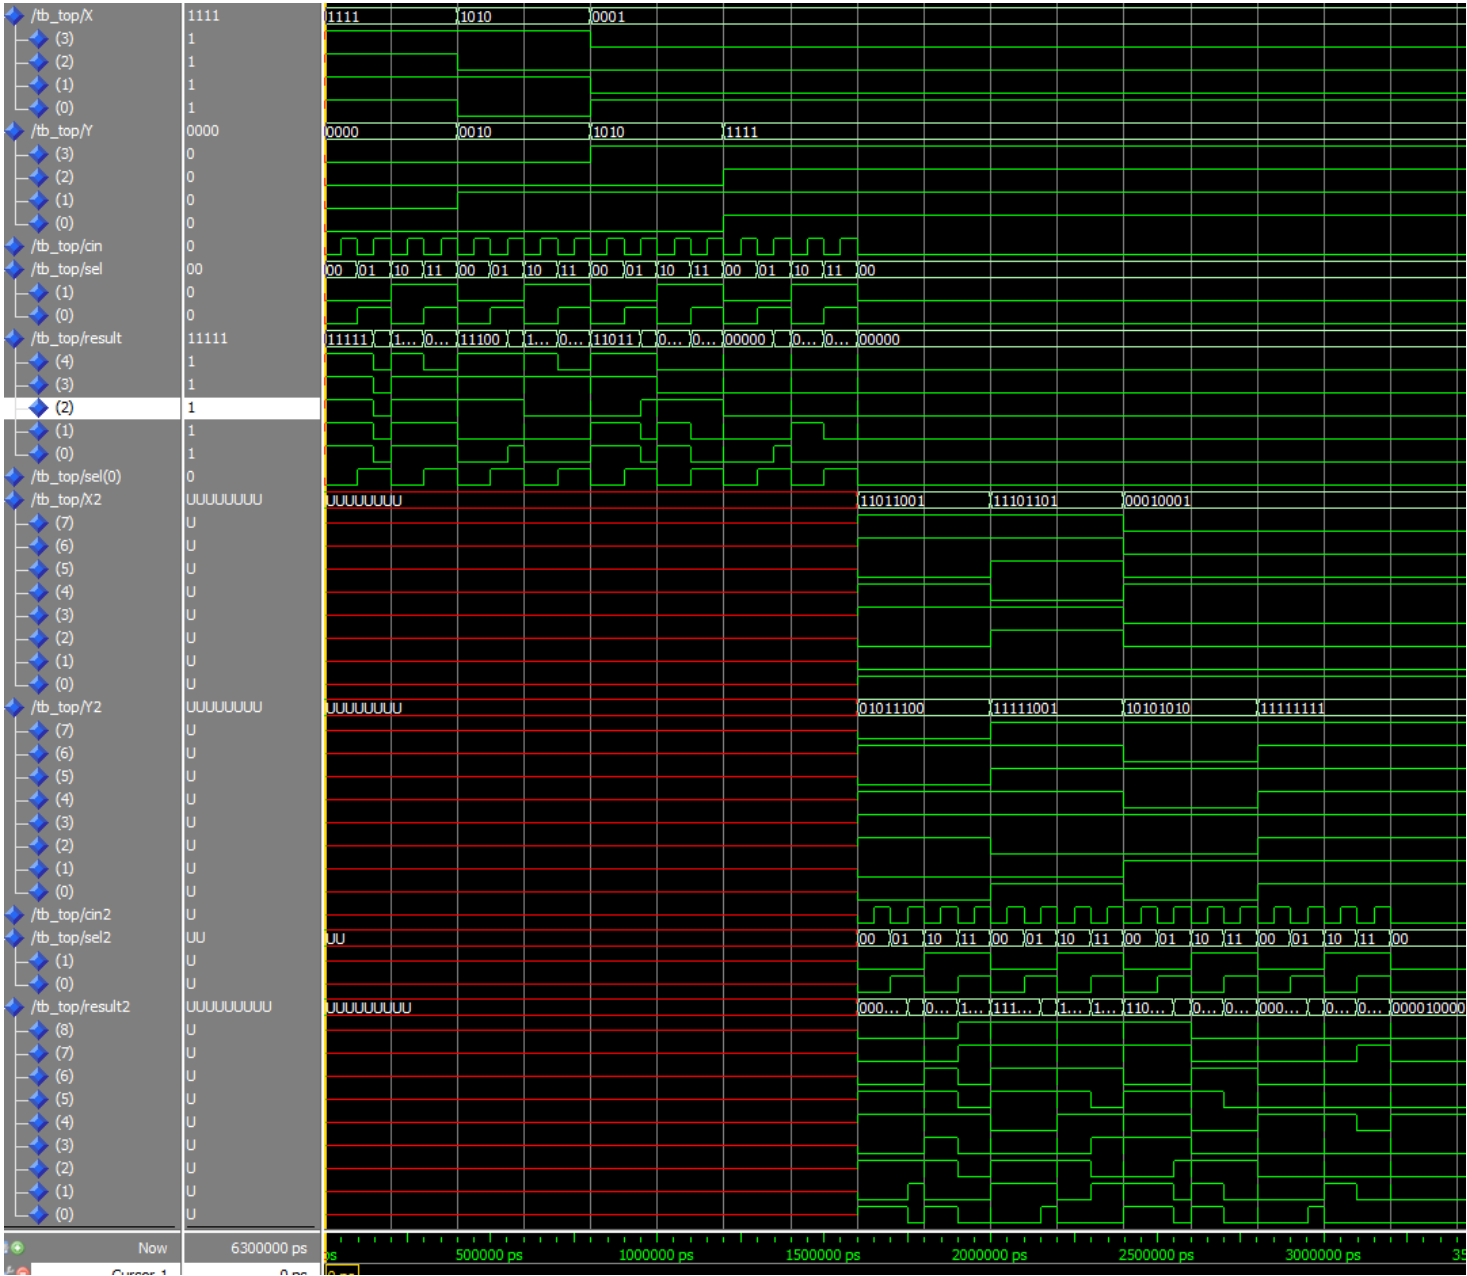 /tb_top/X 1111 1111 1010 0001
(3) 1
(2) 1
(1) 1
(0) 1
/tb_top/Y 0000 0000 0010 1010 1111
(3) 0
(2) 0
(1) 0
(0) 0
/tb_top/cin 0
/tb_top/sel 00 00 01 10 11 00 01 10 11 00 01 10 11 00 01 10 11 00
(1) 0
(0) 0
/tb_top/result 11111 11111 1... 0... 11100 1... 0... 11011 0... 0... 00000 0... 0... 00000
(4) 1
(3) 1
(2) 1
(1) 1
(0) 1
/tb_top/sel(0) 0
/tb_top/X2 UUUUUUUU UUUUUUUU 11011001 11101101 00010001
(7) U
(6) U
(5) U
(4) U
(3) U
(2) U
(1) U
(0) U
/tb_top/Y2 UUUUUUUU UUUUUUUU 01011100 11111001 10101010 11111111
(7) U
(6) U
(5) U
(4) U
(3) U
(2) U
(1) U
(0) U
/tb_top/cin2 U
/tb_top/sel2 UU UU 00 01 10 11 00 01 10 11 00 01 10 11 00 01 10 11 00
(1) U
(0) U
/tb_top/result2 UUUUUUUUU UUUUUUUUU 000... 0... 1... 111... 1... 1... 110... 0... 0... 000... 0... 0... 000010000
(8) U
(7) U
(6) U
(5) U
(4) U
(3) U
(2) U
(1) U
(0) U
Now 6300000 ps ps 500000 ps 1000000 ps 1500000 ps 2000000 ps 2500000 ps 3000000 ps 35
Cursor 1 0 ps 0 ps